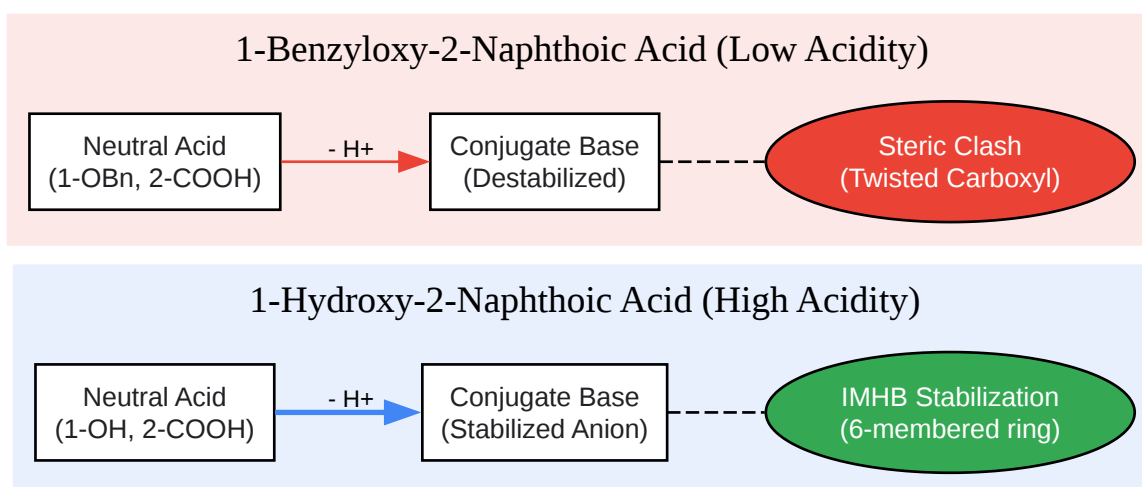 1-Benzyloxy-2-Naphthoic Acid (Low Acidity)
Neutral Acid
(1-OBn, 2-COOH)
- H+
Conjugate Base
(Destabilized)
Steric Clash
(Twisted Carboxyl)
1-Hydroxy-2-Naphthoic Acid (High Acidity)
Neutral Acid
(1-OH, 2-COOH)
- H+
Conjugate Base
(Stabilized Anion)
IMHB Stabilization
(6-membered ring)